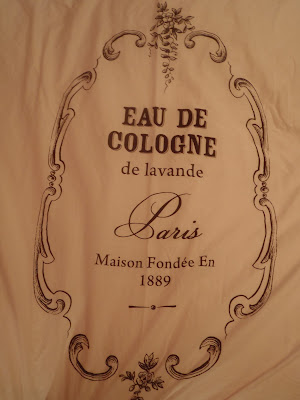 EAU DE
COLOGNE
de lavande
Paris
Maison Fondée En
1889